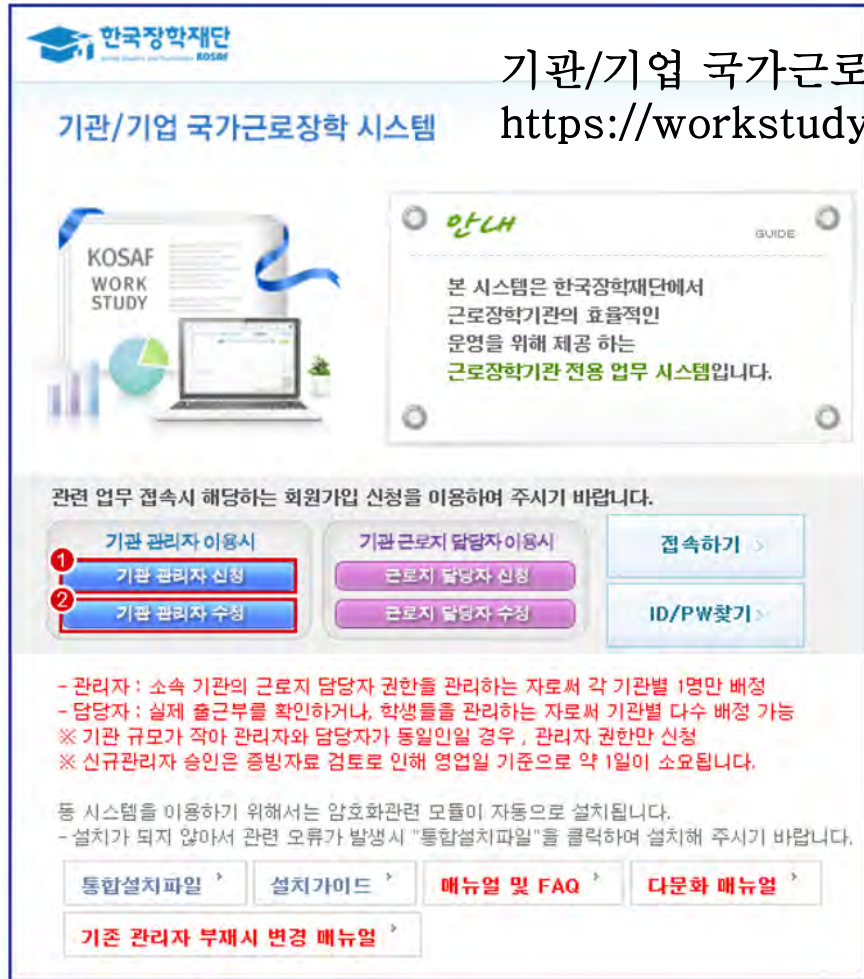 한국장학재단
KOSAF
기관/기업 국가근로
https://workstudy
기관/기업 국가근로장학 시스템
KOSAF
WORK
STUDY
안내
GUIDE
본 시스템은 한국장학재단에서
근로장학기관의 효율적인
운영을 위해 제공 하는
근로장학기관 전용 업무 시스템입니다.
관련 업무 접속시 해당하는 회원가입 신청을 이용하여 주시기 바랍니다.
기관 관리자 이용시
1
기관 관리자 신청
2
기관 관리자 수정
기관 근로지 담당자 이용시
근로지 담당자 신청
근로지 담당자 수정
접속하기 >
ID/PW찾기 >
- 관리자 : 소속 기관의 근로지 담당자 권한을 관리하는 자로써 각 기관별 1명만 배정
- 담당자 : 실제 출근부를 확인하거나, 학생들을 관리하는 자로써 기관별 다수 배정 가능
※ 기관 규모가 작아 관리자와 담당자가 동일인일 경우 , 관리자 권한만 신청
※ 신규관리자 승인은 증빙자료 검토로 인해 영업일 기준으로 약 1일이 소요됩니다.
동 시스템을 이용하기 위해서는 암호화관련 모듈이 자동으로 설치됩니다.
- 설치가 되지 않아서 관련 오류가 발생시 "통합설치파일"을 클릭하여 설치해 주시기 바랍니다.
통합설치파일 >
설치가이드 >
매뉴얼 및 FAQ >
다문화 매뉴얼 >
기존 관리자 부재시 변경 매뉴얼 >